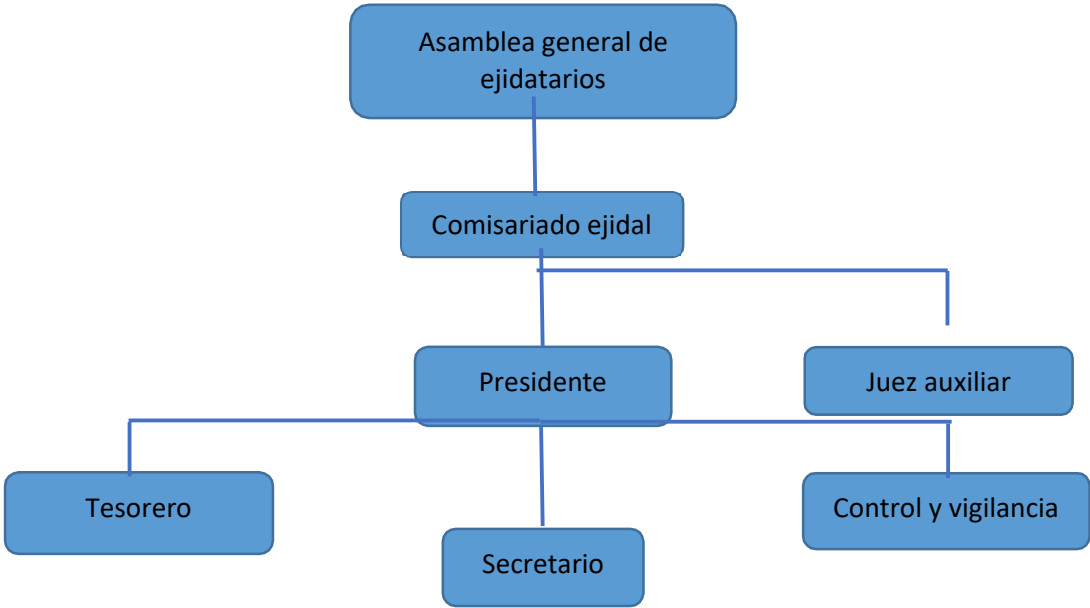 Asamblea general de
ejidatarios
Comisariado ejidal
Presidente
Juez auxiliar
Tesorero
Control y vigilancia
Secretario